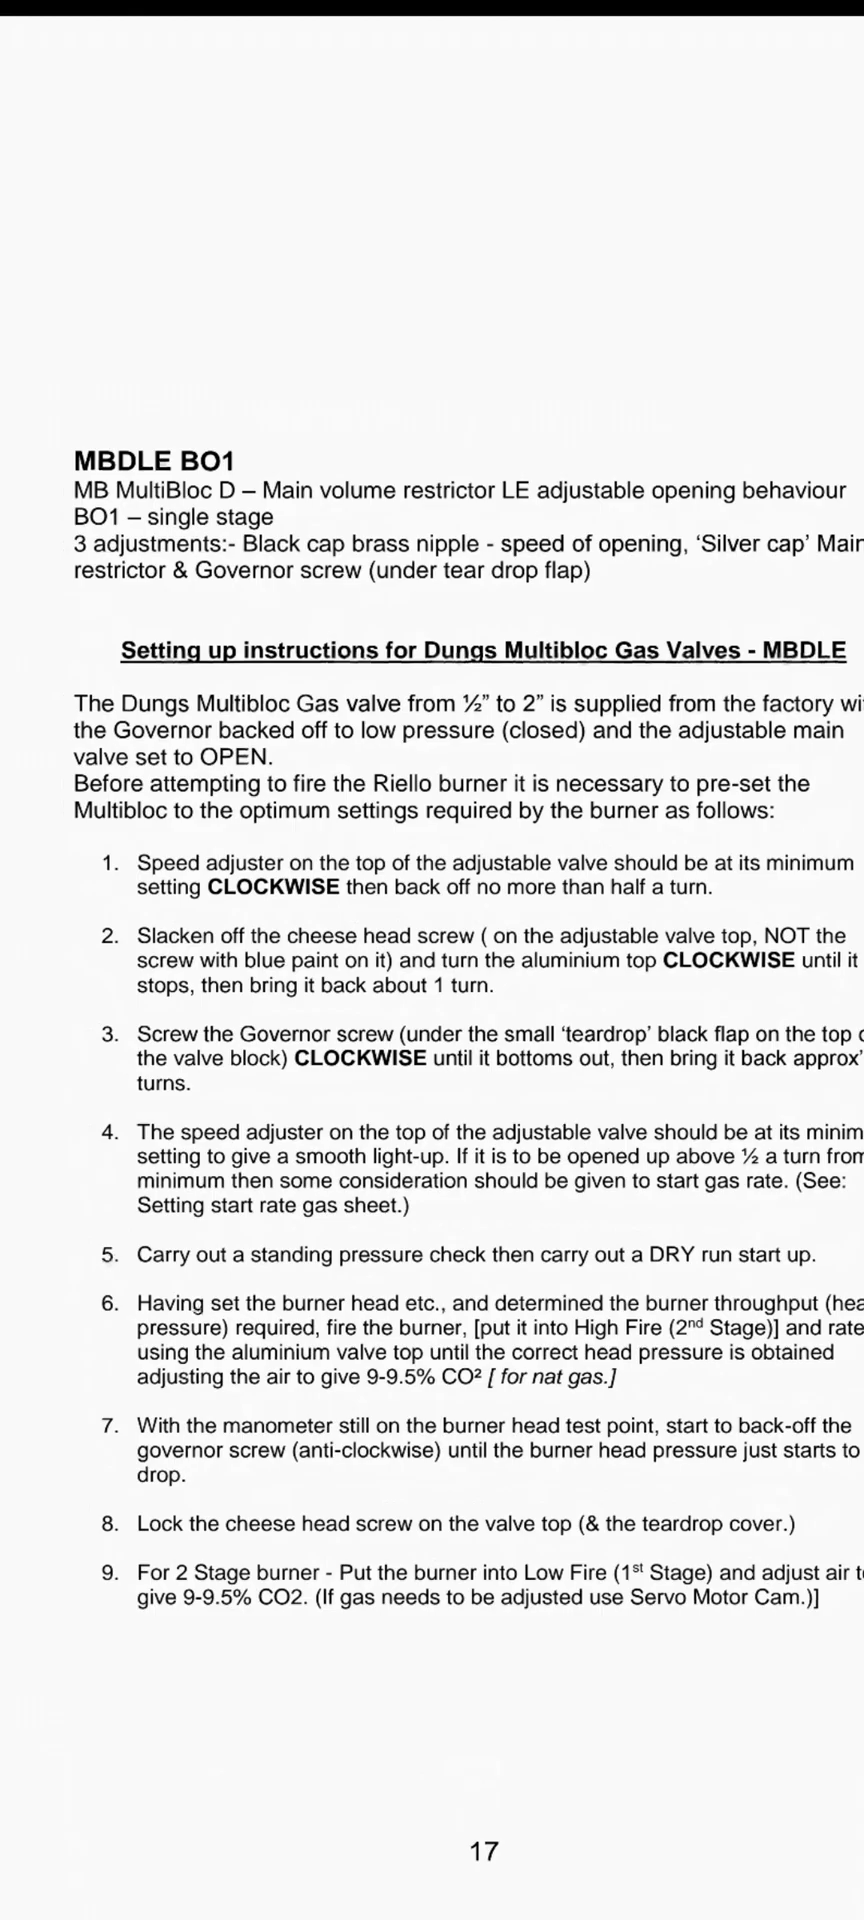 MBDLE BO1
MB MultiBloc D – Main volume restrictor LE adjustable opening behaviour
BO1 – single stage
3 adjustments:- Black cap brass nipple - speed of opening, ‘Silver cap’ Main
restrictor & Governor screw (under tear drop flap)
Setting up instructions for Dungs Multibloc Gas Valves - MBDLE
The Dungs Multibloc Gas valve from ½” to 2” is supplied from the factory wi
the Governor backed off to low pressure (closed) and the adjustable main
valve set to OPEN.
Before attempting to fire the Riello burner it is necessary to pre-set the
Multibloc to the optimum settings required by the burner as follows:
1. Speed adjuster on the top of the adjustable valve should be at its minimum
setting CLOCKWISE then back off no more than half a turn.
2. Slacken off the cheese head screw ( on the adjustable valve top, NOT the
screw with blue paint on it) and turn the aluminium top CLOCKWISE until it
stops, then bring it back about 1 turn.
3. Screw the Governor screw (under the small ‘teardrop’ black flap on the top o
the valve block) CLOCKWISE until it bottoms out, then bring it back approx’
turns.
4. The speed adjuster on the top of the adjustable valve should be at its minim
setting to give a smooth light-up. If it is to be opened up above ½ a turn from
minimum then some consideration should be given to start gas rate. (See:
Setting start rate gas sheet.)
5. Carry out a standing pressure check then carry out a DRY run start up.
6. Having set the burner head etc., and determined the burner throughput (hea
pressure) required, fire the burner, [put it into High Fire (2nd Stage)] and rate
using the aluminium valve top until the correct head pressure is obtained
adjusting the air to give 9-9.5% CO² [ for nat gas.]
7. With the manometer still on the burner head test point, start to back-off the
governor screw (anti-clockwise) until the burner head pressure just starts to
drop.
8. Lock the cheese head screw on the valve top (& the teardrop cover.)
9. For 2 Stage burner - Put the burner into Low Fire (1st Stage) and adjust air t
give 9-9.5% CO2. (If gas needs to be adjusted use Servo Motor Cam.)]
17